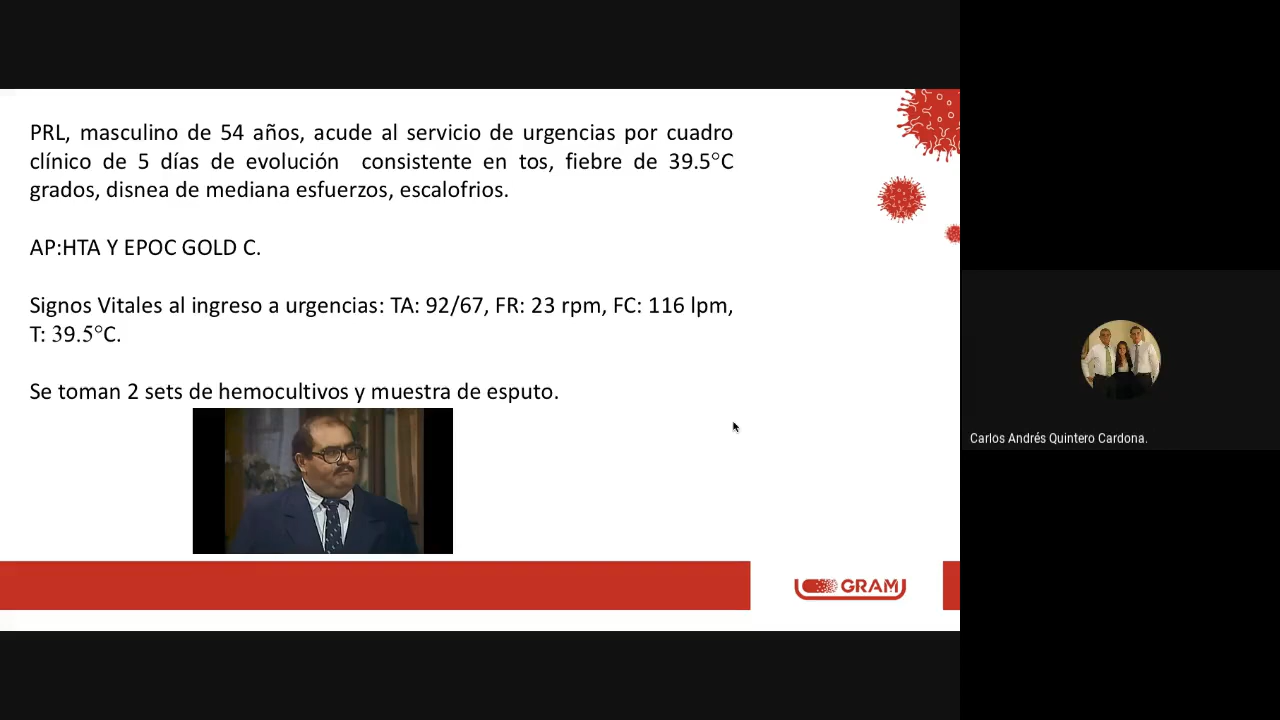 PRL, masculino de 54 años, acude al servicio de urgencias por cuadro
clínico de 5 días de evolución consistente en tos, fiebre de 39.5°C
grados, disnea de mediana esfuerzos, escalofrios.
AP:HTA Y EPOC GOLD C.
Signos Vitales al ingreso a urgencias: TA: 92/67, FR: 23 rpm, FC: 116 lpm,
T: 39.5°C.
Se toman 2 sets de hemocultivos y muestra de esputo.
GRAM
Carlos Andrés Quintero Cardona.